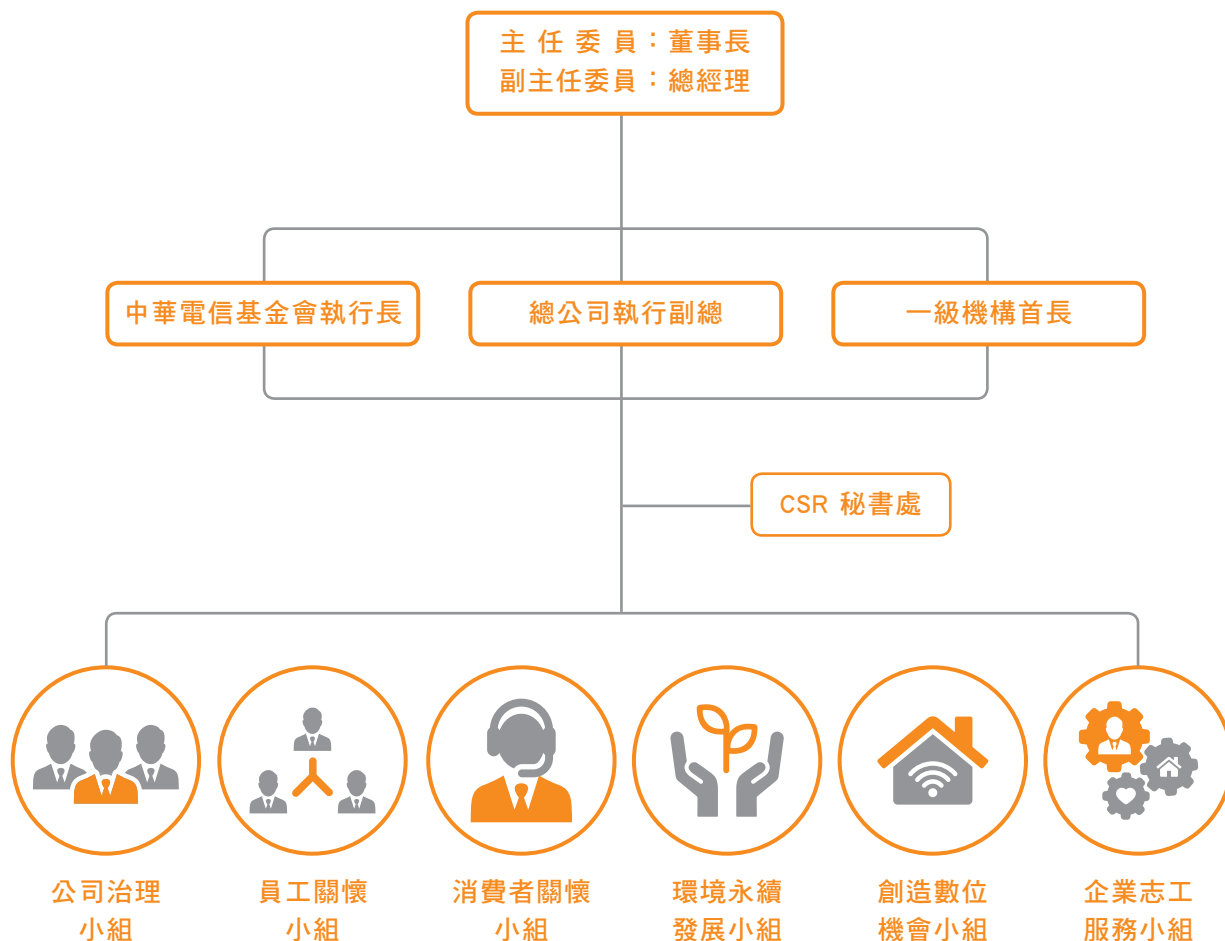 主任委員：董事長
副主任委員：總經理
中華電信基金會執行長
總公司執行副總
一級機構首長
CSR 秘書處
公司治理
小組
員工關懷
小組
消費者關懷
小組
環境永續
發展小組
創造數位
機會小組
企業志工
服務小組